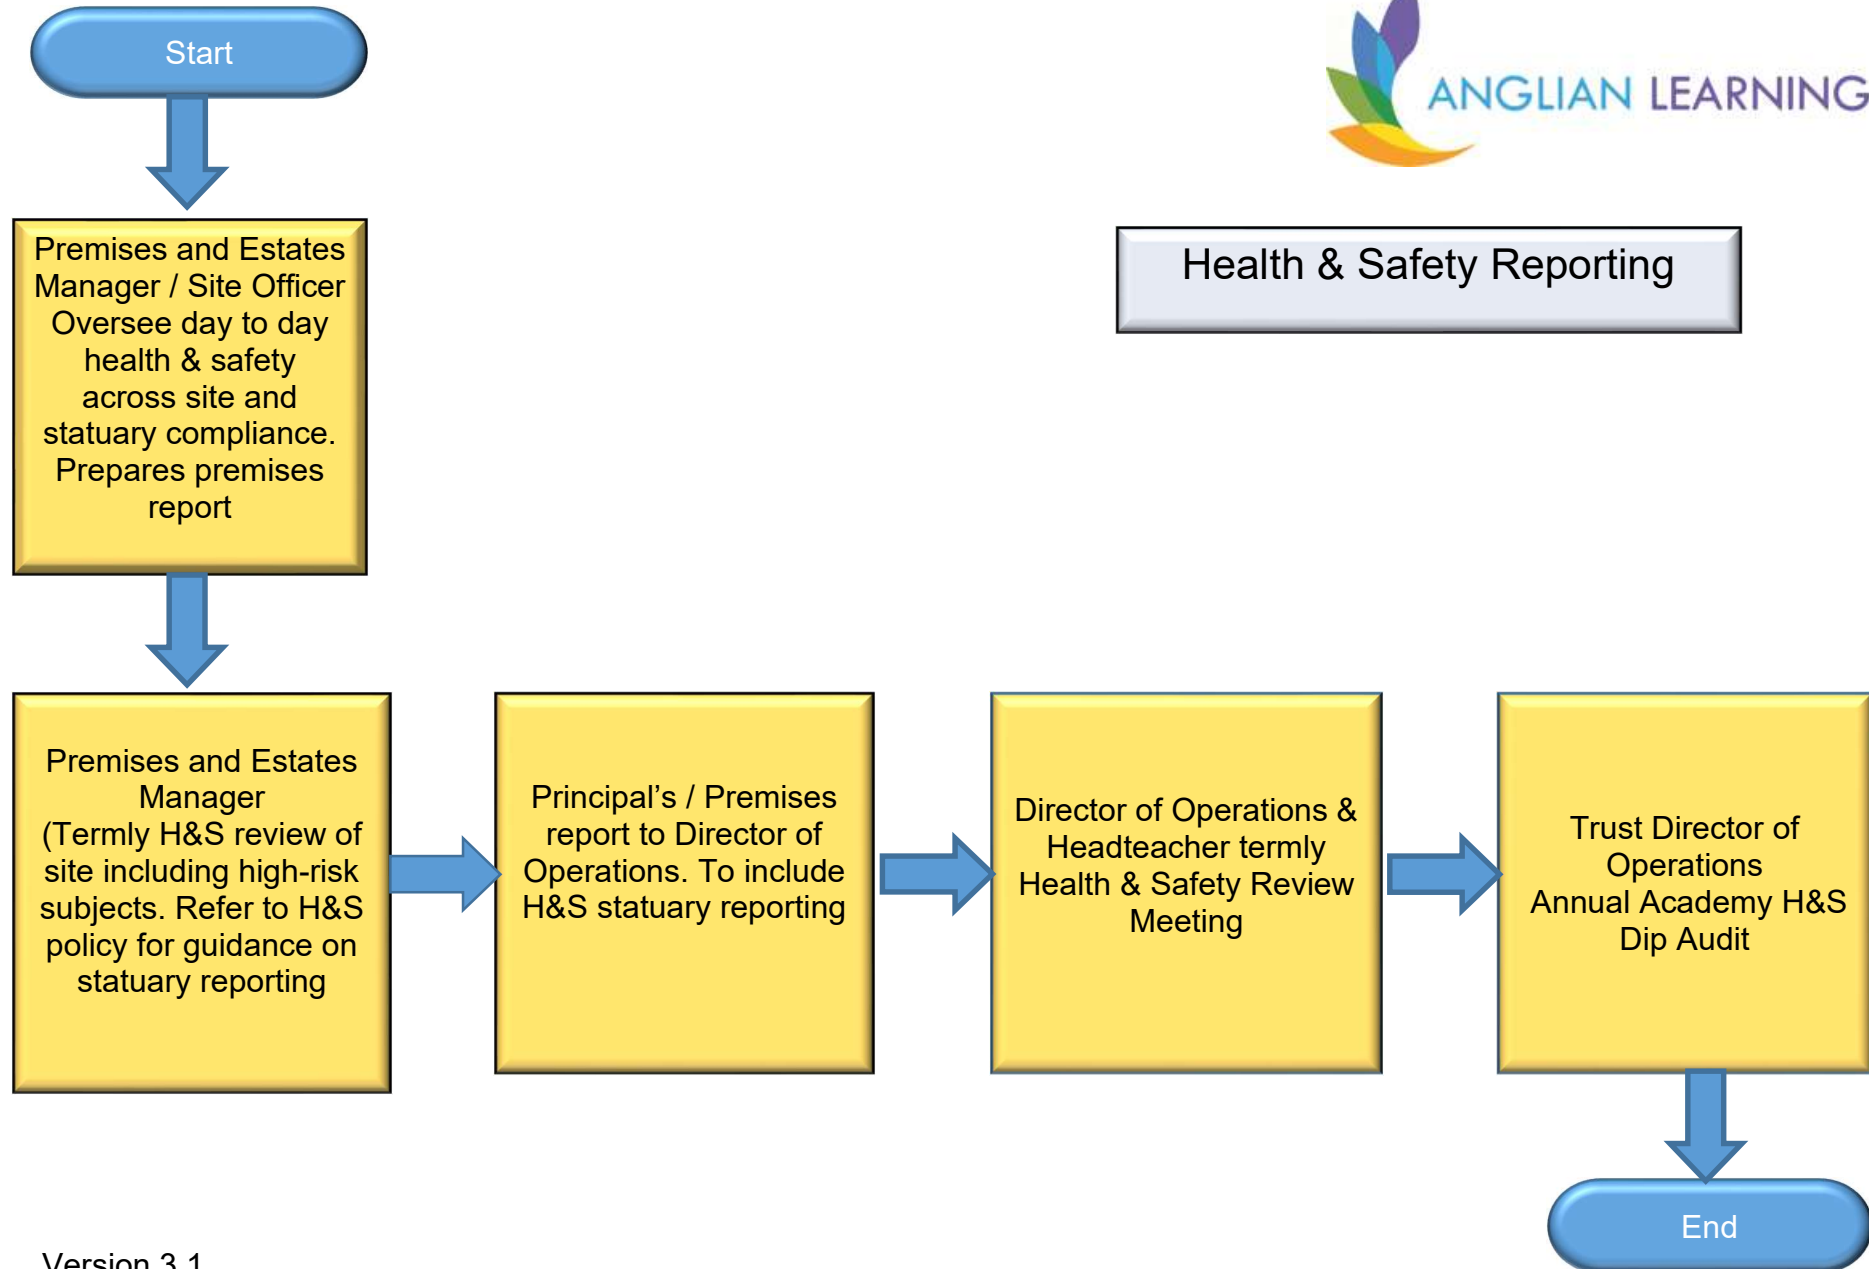 Start
ANGLIAN LEARNING
Health & Safety Reporting
Premises and Estates
Manager / Site Officer
Oversee day to day
health & safety
across site and
statuary compliance.
Prepares premises
report
Premises and Estates
Manager
(Termly H&S review of
site including high-risk
subjects. Refer to H&S
policy for guidance on
statuary reporting
Principal’s / Premises
report to Director of
Operations. To include
H&S statuary reporting
Director of Operations &
Headteacher termly
Health & Safety Review
Meeting
Trust Director of
Operations
Annual Academy H&S
Dip Audit
End
Version 3.1